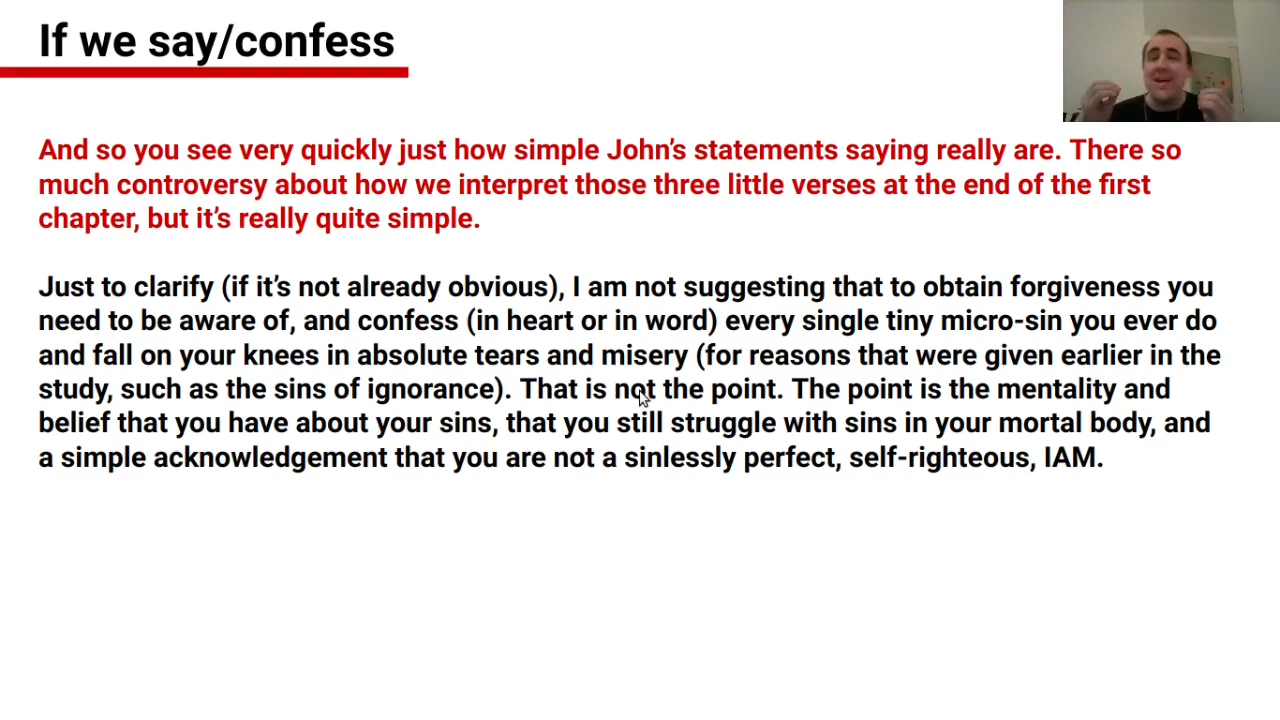 If we say/confess
And so you see very quickly just how simple John’s statements saying really are. There so
much controversy about how we interpret those three little verses at the end of the first
chapter, but it’s really quite simple.
Just to clarify (if it’s not already obvious), I am not suggesting that to obtain forgiveness you
need to be aware of, and confess (in heart or in word) every single tiny micro-sin you ever do
and fall on your knees in absolute tears and misery (for reasons that were given earlier in the
study, such as the sins of ignorance). That is not the point. The point is the mentality and
belief that you have about your sins, that you still struggle with sins in your mortal body, and
a simple acknowledgement that you are not a sinlessly perfect, self-righteous, IAM.